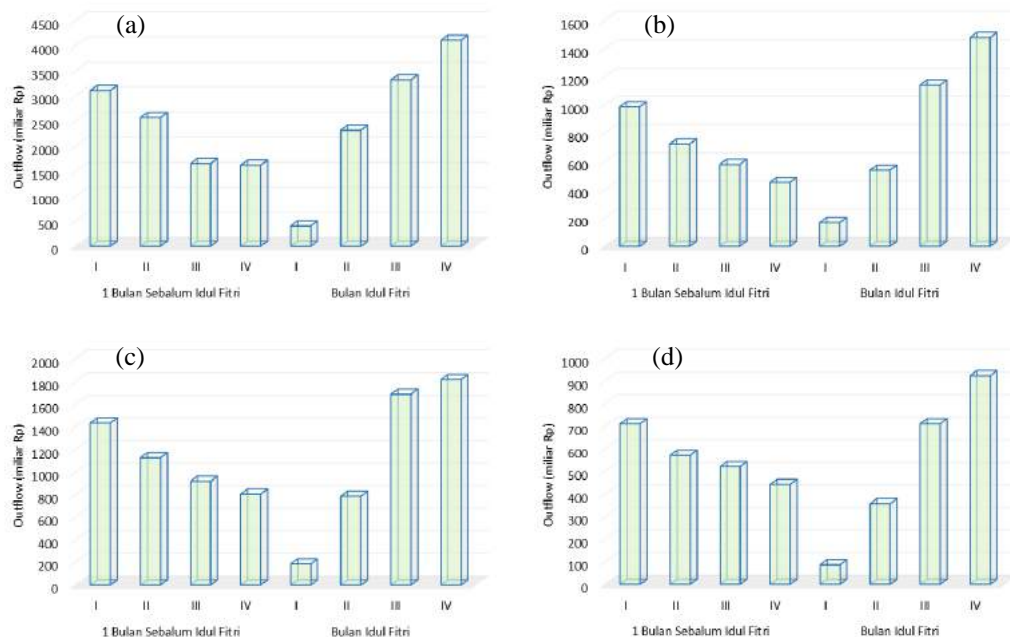 (a)
Outflow (miliar Rp)
4500
4000
3500
3000
2500
2000
1500
1000
500
0
I II III IV I II III IV
1 Bulan Sebalum Idul Fitri Bulan Idul Fitri
(b)
Outflow (miliar Rp)
1600
1400
1200
1000
800
600
400
200
0
I II III IV I II III IV
1 Bulan Sebalum Idul Fitri Bulan Idul Fitri
(c)
Outflow (miliar Rp)
2000
1800
1600
1400
1200
1000
800
600
400
200
0
I II III IV I II III IV
1 Bulan Sebalum Idul Fitri Bulan Idul Fitri
(d)
Outflow (miliar Rp)
1000
900
800
700
600
500
400
300
200
100
0
I II III IV I II III IV
1 Bulan Sebalum Idul Fitri Bulan Idul Fitri